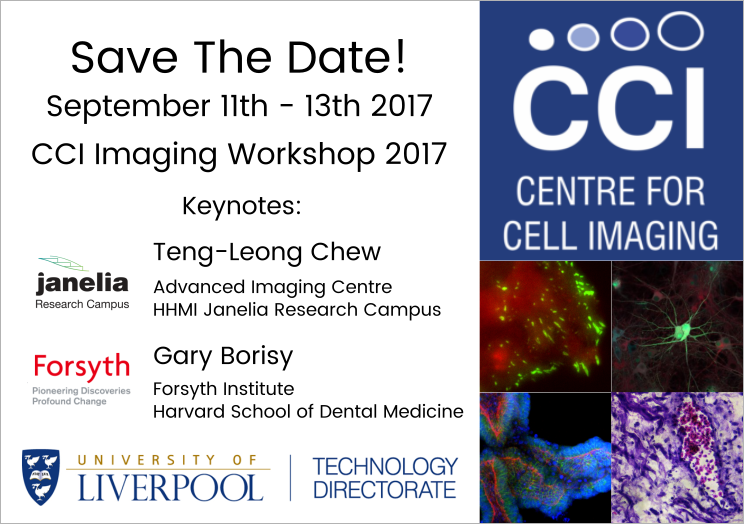 Save The Date!
September 11th - 13th 2017
CCI Imaging Workshop 2017
Keynotes:
janelia
Research Campus
Teng-Leong Chew
Advanced Imaging Centre
HHMI Janelia Research Campus
Forsyth
Pioneering Discoveries
Profound Change
Gary Borisy
Forsyth Institute
Harvard School of Dental Medicine
UNIVERSITY OF
LIVERPOOL
TECHNOLOGY
DIRECTORATE
CCI
CENTRE FOR
CELL IMAGING